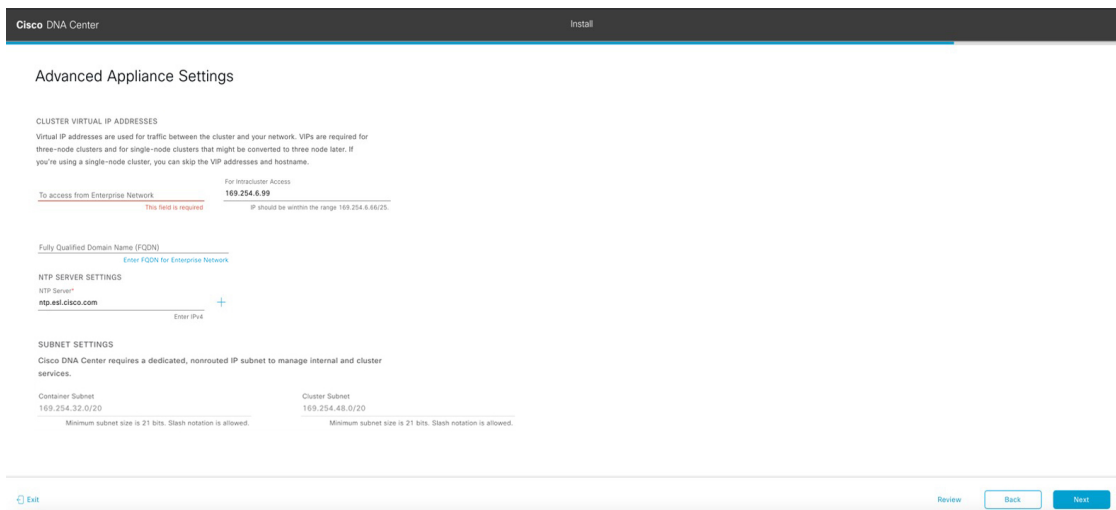 Cisco DNA Center
Install
Advanced Appliance Settings
CLUSTER VIRTUAL IP ADDRESSES
Virtual IP addresses are used for traffic between the cluster and your network. VIPs are required for
three-node clusters and for single-node clusters that might be converted to three node later. If
you're using a single-node cluster, you can skip the VIP addresses and hostname.
To access from Enterprise Network
This field is required
For Intracluster Access
169.254.6.99
IP should be winthin the range 169.254.6.66/25.
Fully Qualified Domain Name (FQDN)
Enter FQDN for Enterprise Network
NTP SERVER SETTINGS
NTP Server*
ntp.esl.cisco.com
Enter IPv4
SUBNET SETTINGS
Cisco DNA Center requires a dedicated, nonrouted IP subnet to manage internal and cluster
services.
Container Subnet
169.254.32.0/20
Minimum subnet size is 21 bits. Slash notation is allowed.
Cluster Subnet
169.254.48.0/20
Minimum subnet size is 21 bits. Slash notation is allowed.
Exit
Review
Back
Next